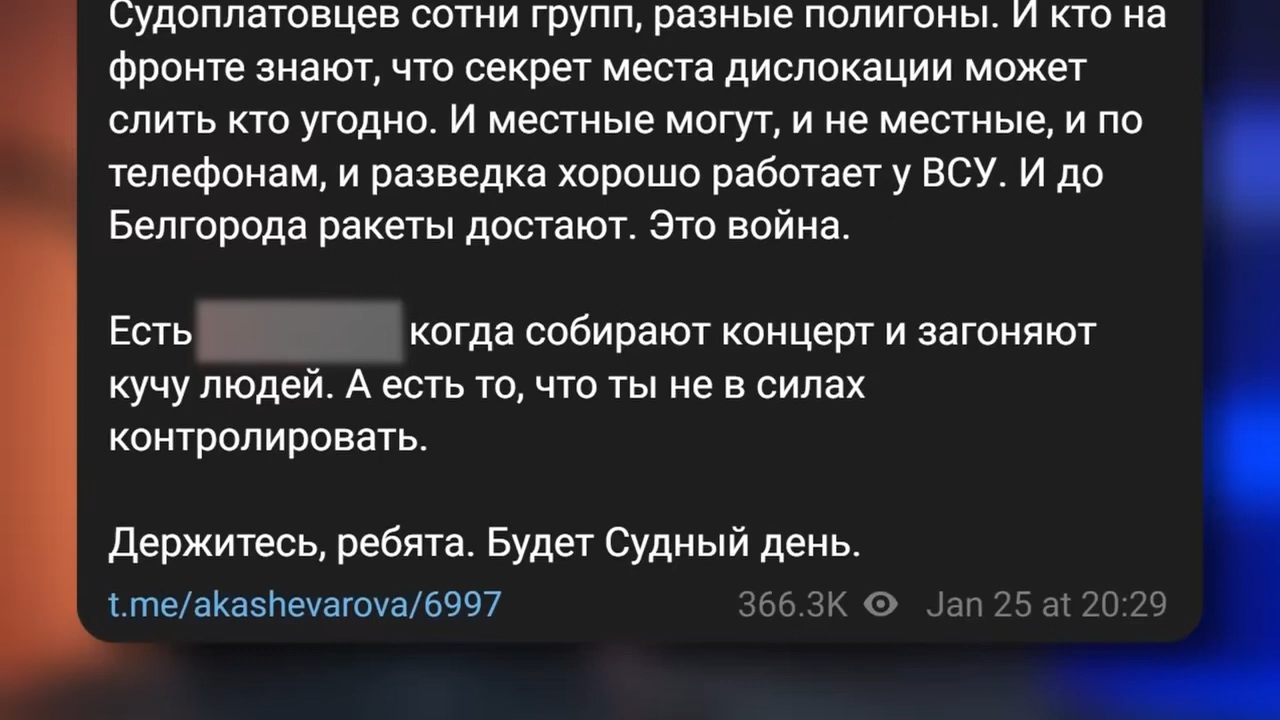 Судоплатовцев сотни групп, разные полигоны. И кто на
фронте знают, что секрет места дислокации может
слить кто угодно. И местные могут, и не местные, и по
телефонам, и разведка хорошо работает у ВСУ. И до
Белгорода ракеты достают. Это война.
Есть когда собирают концерт и загоняют
кучу людей. А есть то, что ты не в силах
контролировать.
Держитесь, ребята. Будет Судный день.
t.me/akashevarova/6997 366.3K Jan 25 at 20:29